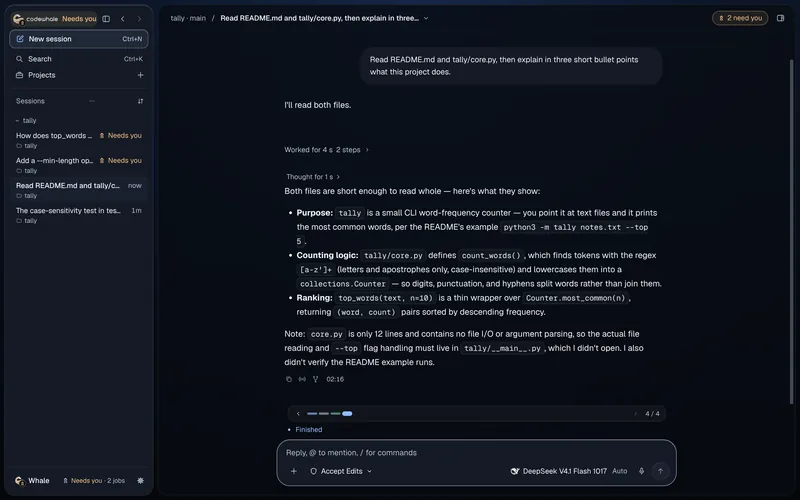 codewhale Needs you
New session Ctrl+N
Search Ctrl+K
Projects
Sessions
tally
How does top_words ... Needs you
tally
Add a --min-length op... Needs you
tally
Read README.md and tally/c... now
tally
The case-sensitivity test in tes... 1m
tally
Whale Needs you · 2 jobs
tally · main / Read README.md and tally/core.py, then explain in three...
2 need you
Read README.md and tally/core.py, then explain in three short bullet points
what this project does.
I'll read both files.
Worked for 4 s 2 steps
Thought for 1 s
Both files are short enough to read whole — here's what they show:
• Purpose: tally is a small CLI word-frequency counter — you point it at text files and it prints
the most common words, per the README's example python3 -m tally notes.txt --top
5 .
• Counting logic: tally/core.py defines count_words() , which finds tokens with the regex
[a-z']+ (letters and apostrophes only, case-insensitive) and lowercases them into a
collections.Counter — so digits, punctuation, and hyphens split words rather than join them.
• Ranking: top_words(text, n=10) is a thin wrapper over Counter.most_common(n) ,
returning (word, count) pairs sorted by descending frequency.
Note: core.py is only 12 lines and contains no file I/O or argument parsing, so the actual file
reading and --top flag handling must live in tally/__main__.py , which I didn't open. I also
didn't verify the README example runs.
02:16
4 / 4
Finished
Reply, @ to mention, / for commands
Accept Edits
DeepSeek V4.1 Flash 1017 Auto